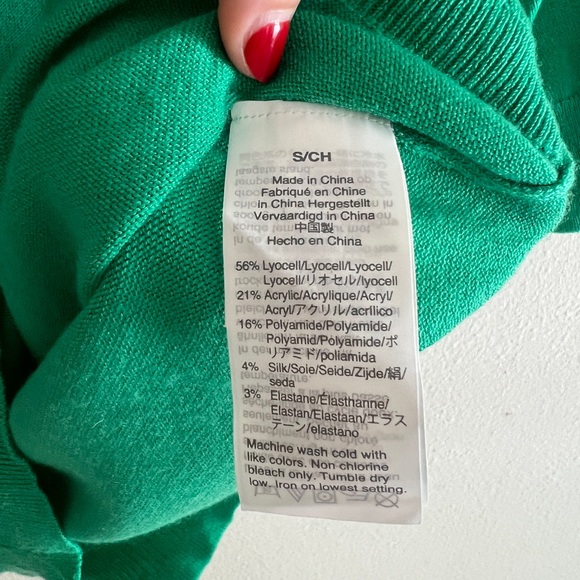 S/CH
Made in China
Fabriqué en Chine
in China Hergestellt
Vervaardigd in China
中国製
Hecho en China
56% Lyocell/Lyocell/Lyocell/
Lyocell/リオセル/lyocell
21% Acrylic/Acrylique/Acryl/
Acryl/アクリル/acrílico
16% Polyamide/Polyamide/
Polyamid/Polyamide/ポ
リアミド/poliamida
4% Silk/Soie/Seide/Zijde/絹/
seda
3% Elastane/Elasthanne/
Elastan/Elastaan/エラス
テーン/elastano
Machine wash cold with
like colors. Non chlorine
bleach only. Tumble dry
low. Iron on lowest setting.